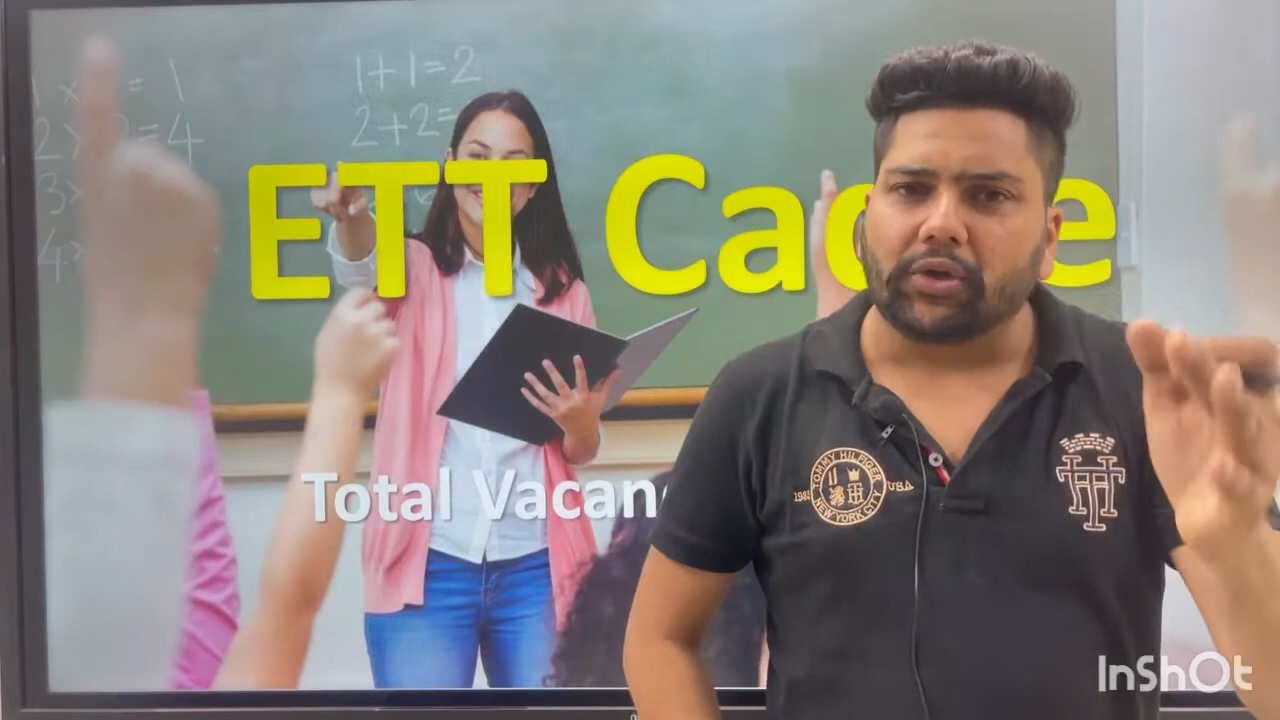 1+1=2
2+2=
ETT Cad e
Total Vacan
TOMMY HILFIGER
1985 USA
NEW YORK CITY
InShOt